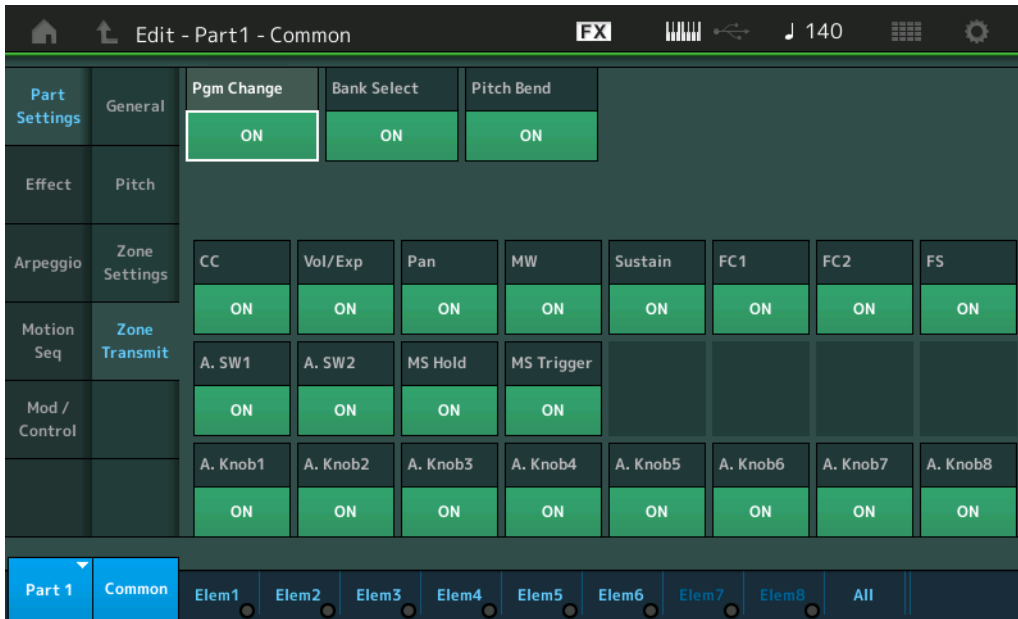 Edit - Part1 - Common FX 140
Part Settings
General
Pgm Change Bank Select Pitch Bend
ON ON ON
Effect Pitch
Arpeggio
Zone Settings
CC Vol/Exp Pan MW Sustain FC1 FC2 FS
ON ON ON ON ON ON ON ON
Motion Seq
Zone Transmit
A. SW1 A. SW2 MS Hold MS Trigger
ON ON ON ON
Mod / Control
A. Knob1 A. Knob2 A. Knob3 A. Knob4 A. Knob5 A. Knob6 A. Knob7 A. Knob8
ON ON ON ON ON ON ON ON
Part 1 Common Elem1 Elem2 Elem3 Elem4 Elem5 Elem6 Elem7 Elem8 All